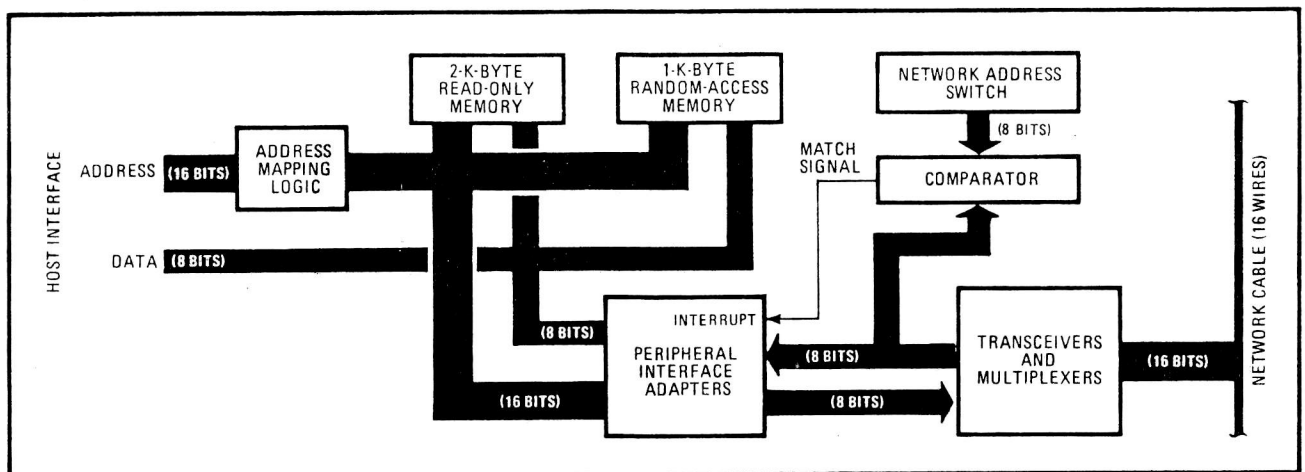 2-K-BYTE
READ-ONLY
MEMORY
1-K-BYTE
RANDOM-ACCESS
MEMORY
NETWORK ADDRESS
SWITCH
(8 BITS)
HOST INTERFACE
ADDRESS
(16 BITS)
ADDRESS
MAPPING
LOGIC
MATCH
SIGNAL
COMPARATOR
DATA
(8 BITS)
INTERRUPT
(8 BITS)
PERIPHERAL
INTERFACE
ADAPTERS
(16 BITS)
(8 BITS)
(8 BITS)
TRANSCEIVERS
AND
MULTIPLEXERS
(16 BITS)
NETWORK CABLE (16 WIRES)